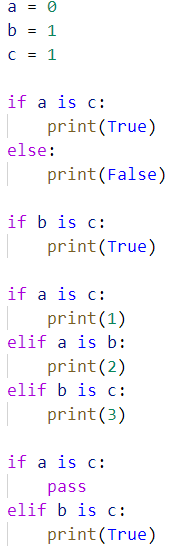 a = 0
b = 1
c = 1

if a is c:
    print(True)
else:
    print(False)

if b is c:
    print(True)

if a is c:
    print(1)
elif a is b:
    print(2)
elif b is c:
    print(3)

if a is c:
    pass
elif b is c:
    print(True)